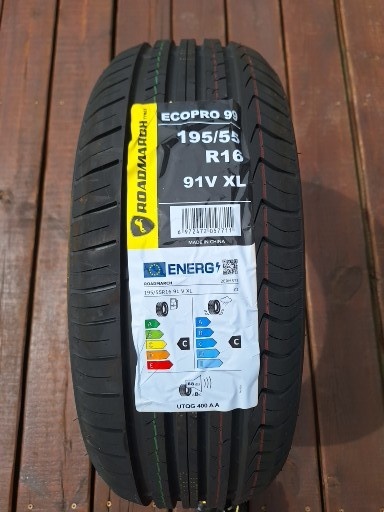 ROADMARCH
ECOPRO 99
195/55
R16
91V XL
MADE IN CHINA
ENERG
ROADMARCH
195/55R16 91 V XL
A
B
C
D
E
C
A
B
C
D
E
C
UTQG 400 A A